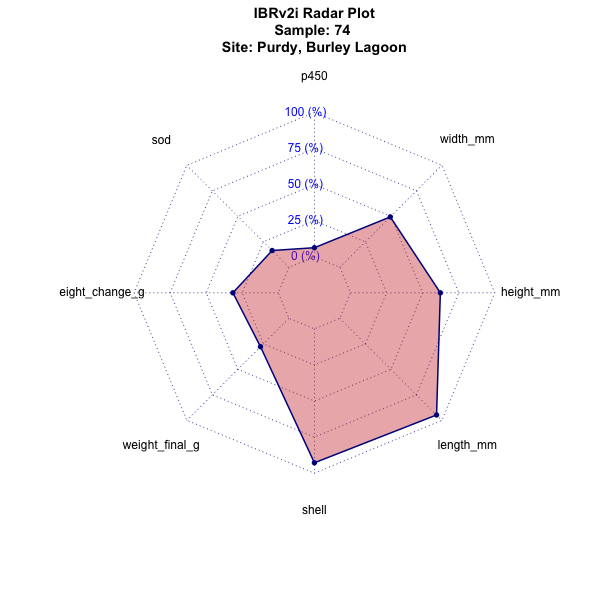 IBRv2i Radar Plot
Sample: 74
Site: Purdy, Burley Lagoon
p450
100 (%)
sod
width_mm
75 (%)
50 (%)
25 (%)
0 (%)
eight_change_g
height_mm
weight_final_g
length_mm
shell